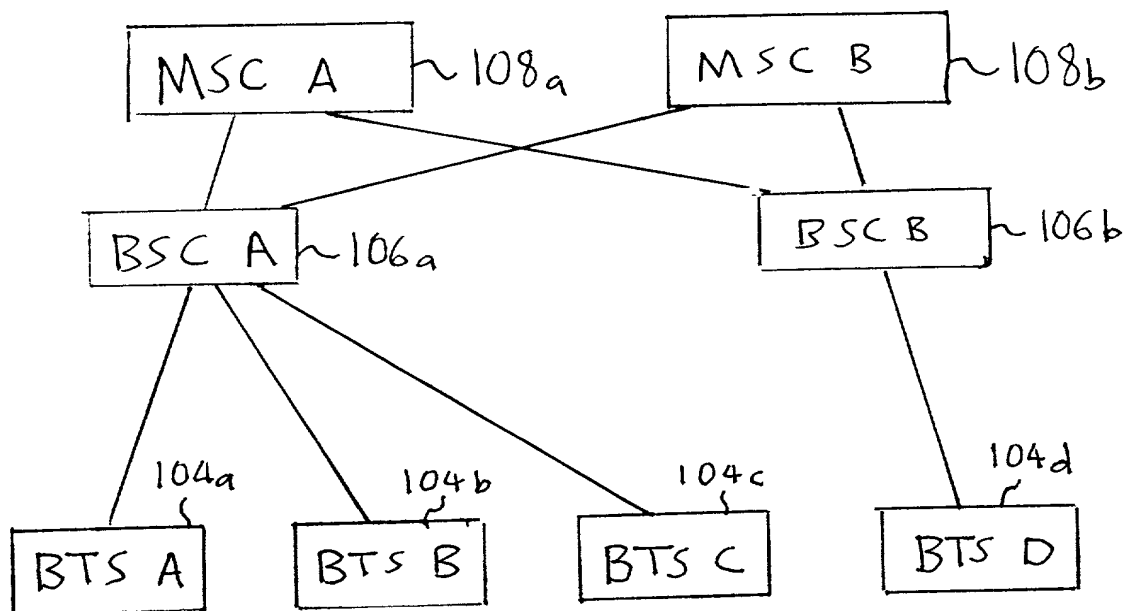 MSC A
108a
MSC B
108b
BSC A
106a
BSC B
106b
104a
104b
104c
104d
BTS A
BTS B
BTS C
BTS D